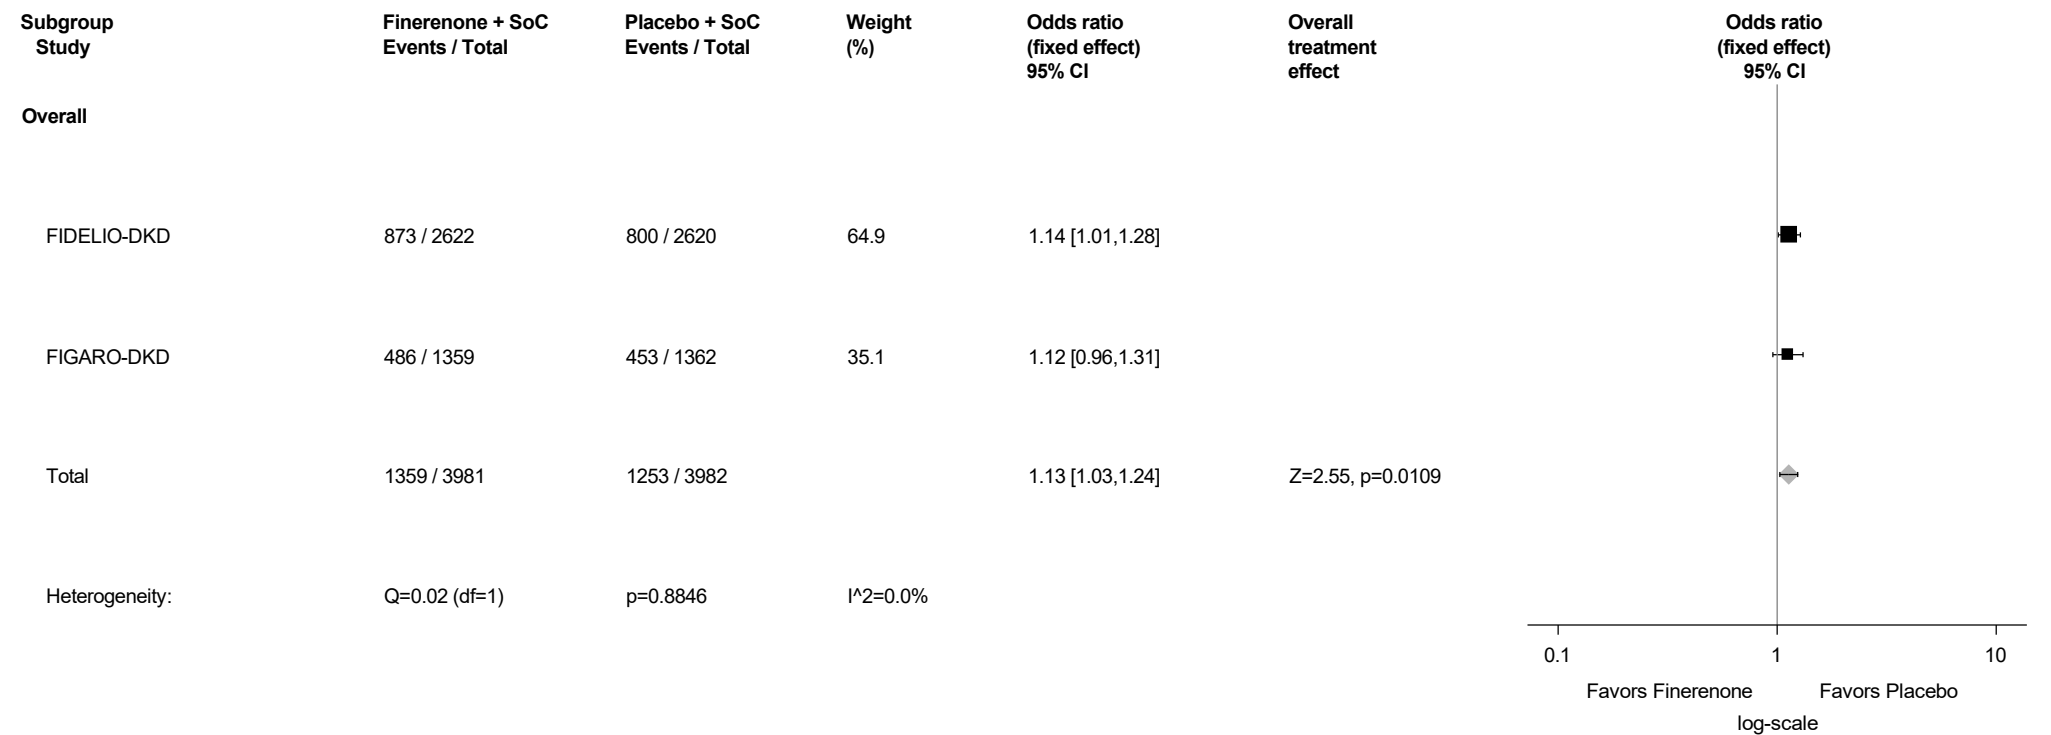 Subgroup Finerenone + SoC Placebo + SoC Weight Odds ratio Overall Odds ratio
Study Events / Total Events / Total (%) (fixed effect) treatment (fixed effect)
95% CI effect 95% CI
Overall
FIDELIO-DKD 873 / 2622 800 / 2620 64.9 1.14 [1.01,1.28]
FIGARO-DKD 486 / 1359 453 / 1362 35.1 1.12 [0.96,1.31]
Total 1359 / 3981 1253 / 3982 1.13 [1.03,1.24] Z=2.55, p=0.0109
Heterogeneity: Q=0.02 (df=1) p=0.8846 I^2=0.0%
0.1 1 10
Favors Finerenone Favors Placebo
log-scale